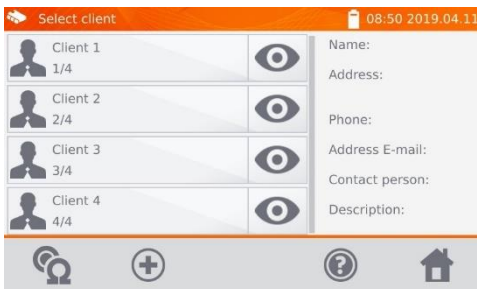 Select client
08:50 2019.04.11
Client 1
1/4
Client 2
2/4
Client 3
3/4
Client 4
4/4
Name:
Address:
Phone:
Address E-mail:
Contact person:
Description: